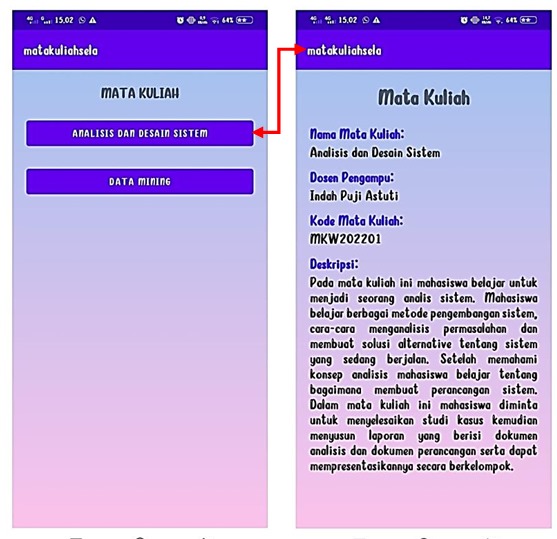 4G 4G 15.02 64%
matakuliahsela
MATA KULIAH
ANALISIS DAN DESAIN SISTEM
DATA MINING
4G 4G 15.02 64%
matakuliahsela
Mata Kuliah
Nama Mata Kuliah:
Analisis dan Desain Sistem
Dosen Pengampu:
Indah Puji Astuti
Kode Mata Kuliah:
MKW202201
Deskripsi:
Pada mata kuliah ini mahasiswa belajar untuk
menjadi seorang analis sistem. Mahasiswa
belajar berbagai metode pengembangan sistem,
cara-cara menganalisis permasalahan dan
membuat solusi alternative tentang sistem
yang sedang berjalan. Setelah memahami
konsep analisis mahasiswa belajar tentang
bagaimana membuat perancangan sistem.
Dalam mata kuliah ini mahasiswa diminta
untuk menyelesaikan studi kasus kemudian
menyusun laporan yang berisi dokumen
analisis dan dokumen perancangan serta dapat
mempresentasikannya secara berkelompok.